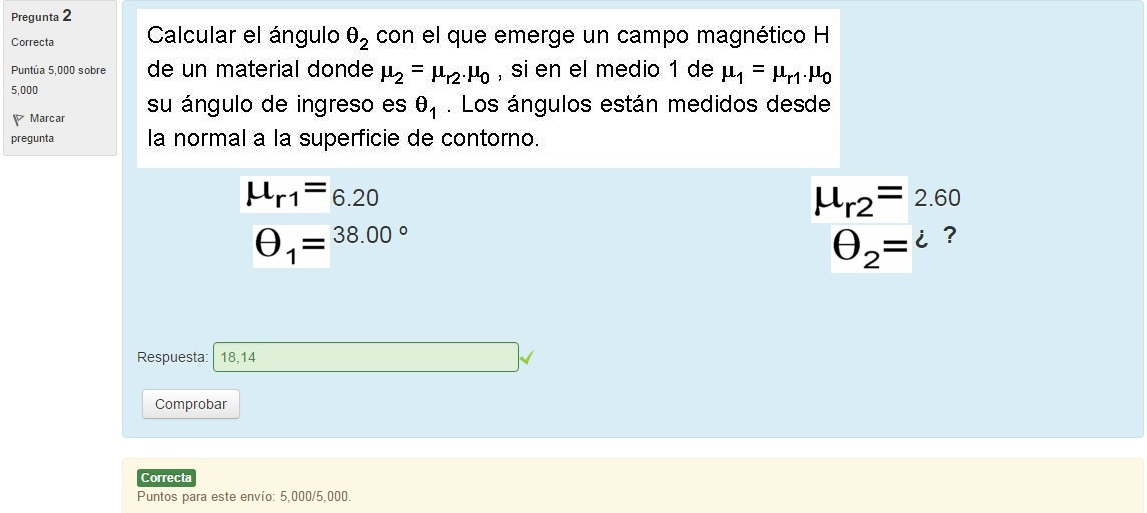 Pregunta 2
Correcta
Puntúa 5,000 sobre
5,000
Marcar
pregunta
Calcular el ángulo θ₂ con el que emerge un campo magnético H
de un material donde μ₂ = μr₂.μ₀ , si en el medio 1 de μ₁ = μr₁.μ₀
su ángulo de ingreso es θ₁ . Los ángulos están medidos desde
la normal a la superficie de contorno.
μr1= 6.20
μr2= 2.60
θ₁= 38.00 º
θ₂= ¿ ?
Respuesta: 18,14
Comprobar
Correcta
Puntos para este envío: 5,000/5,000.